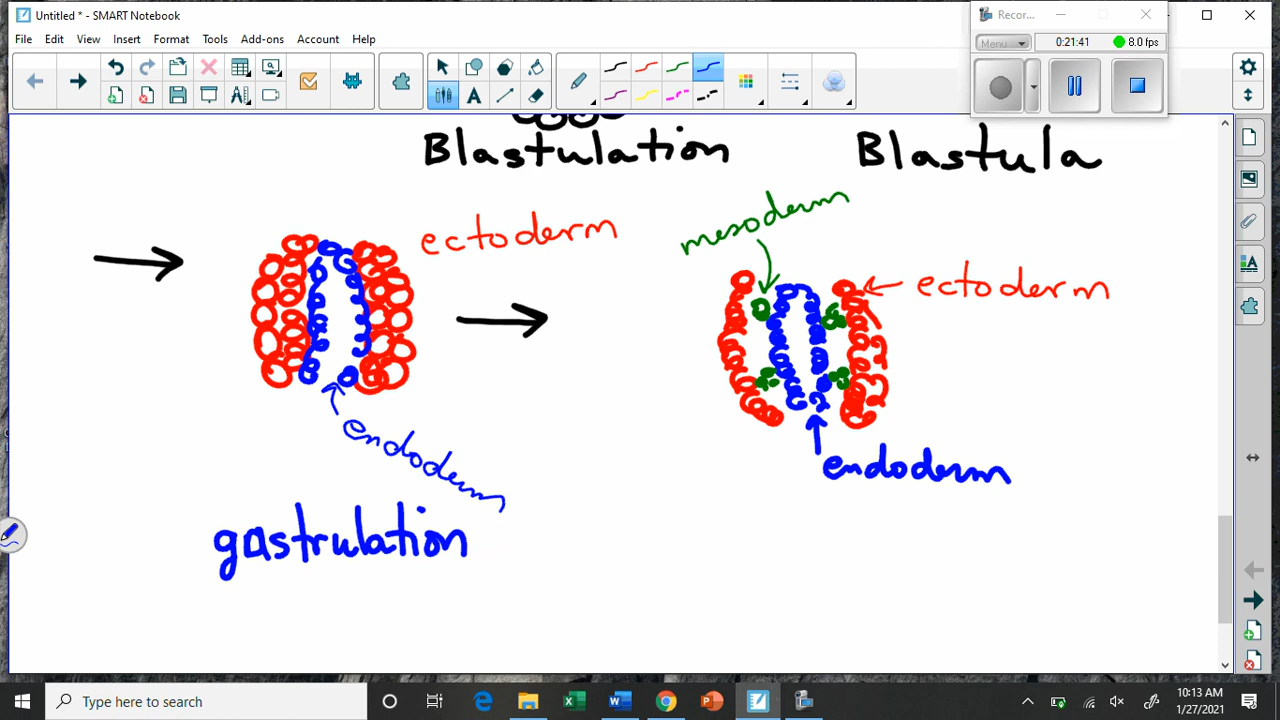 Untitled * - SMART Notebook
File Edit View Insert Format Tools Add-ons Account Help
Recor...
Menu
0:21:41
8.0 fps
A
Blastulation
Blastula
mesoderm
ectoderm
ectoderm
endoderm
endoderm
gastrulation
Type here to search
10:13 AM
1/27/2021